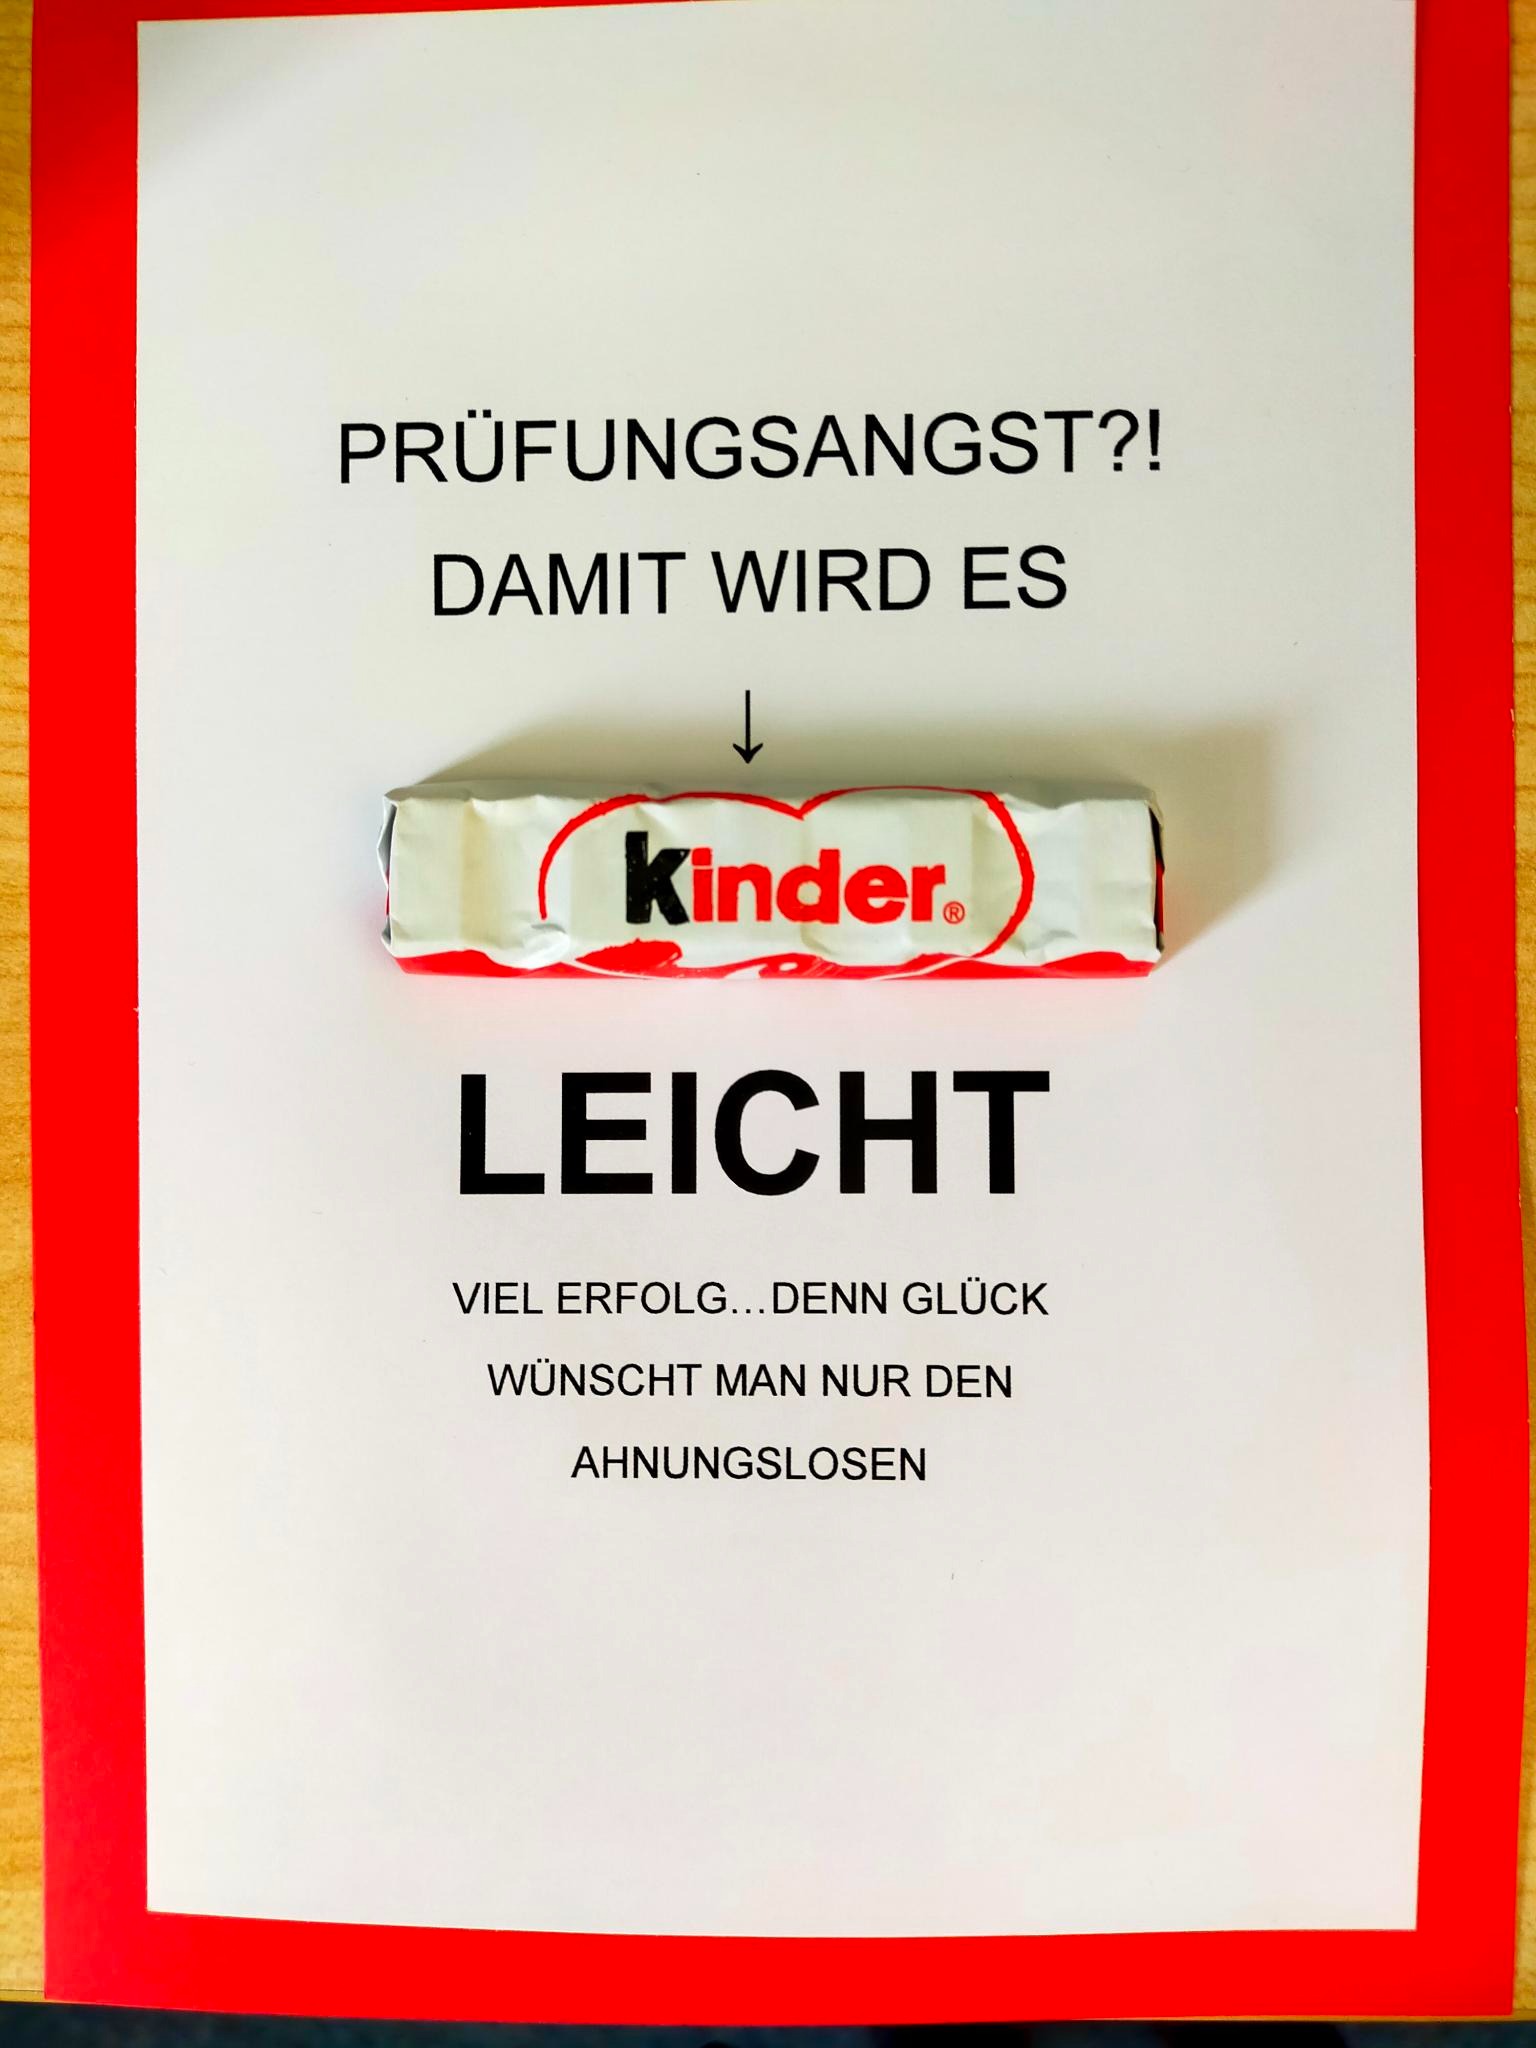 PRÜFUNGSANGST?!
DAMIT WIRD ES
↓
kinder®
LEICHT
VIEL ERFOLG...DENN GLÜCK
WÜNSCHT MAN NUR DEN
AHNUNGSLOSEN